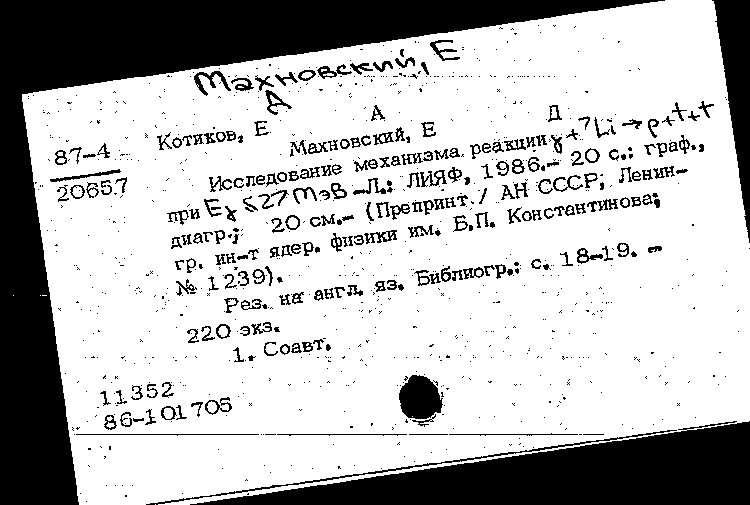 Махновский, Е
Д
87-4
20657
Котиков, Е А
Махновский, Е Д
Исследование механизма реакции γ+⁷Li→p+t+t
при Eγ≤27 МэВ -Л.: ЛИЯФ, 1986.- 20 с.: граф.,
диагр.; 20 см.- (Препринт / АН СССР; Ленин-
гр. ин-т ядер. физики им. Б.П. Константинова;
№ 1239).
Рез. на англ. яз. Библиогр.: с. 18-19. -
220 экз.
1. Соавт.
11352
86-101705